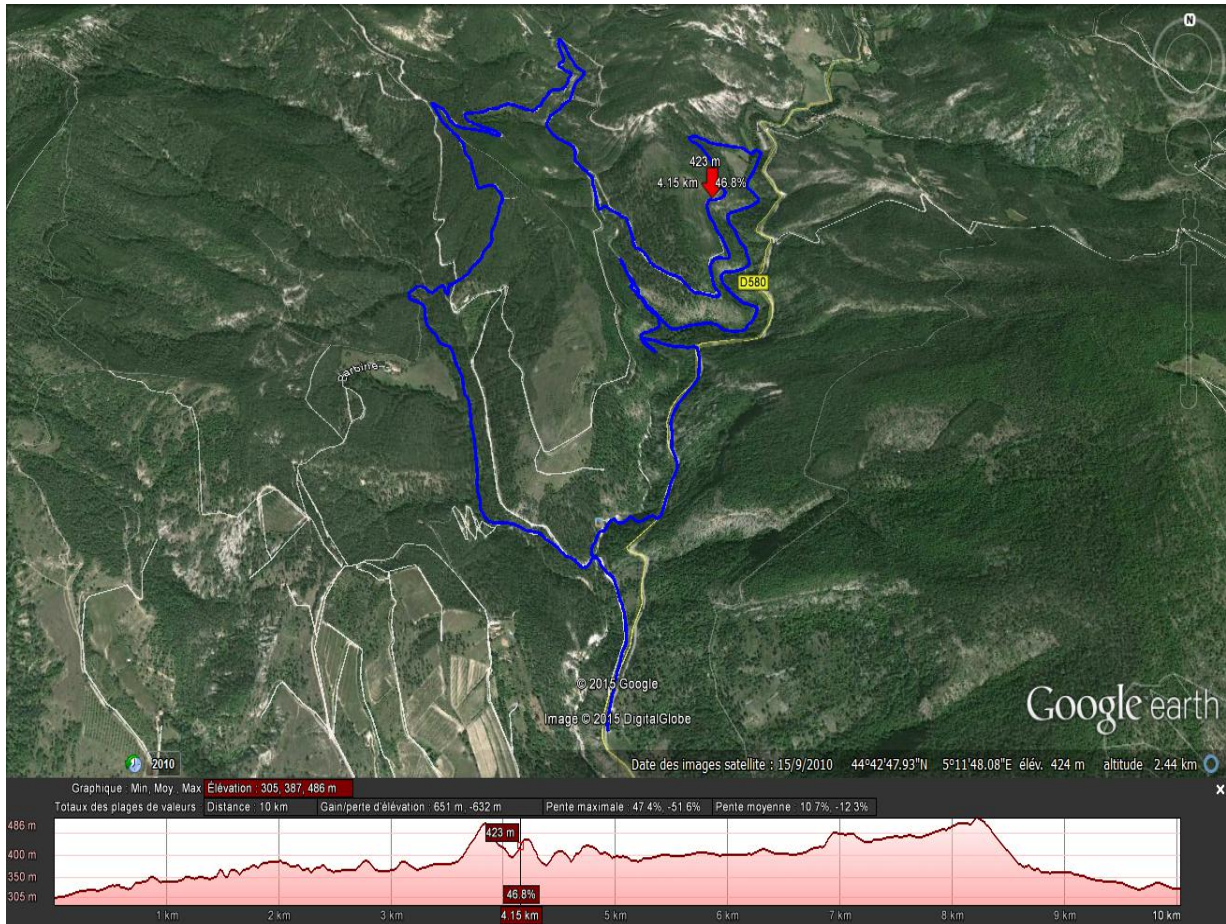 N
423 m
4.15 km 46.8%
D580
© 2015 Google
Image © 2015 DigitalGlobe
Google earth
2010
Date des images satellite : 15/9/2010 44°42'47.93"N 5°11'48.08"E élév. 424 m altitude 2.44 km
Graphique : Min, Moy., Max Élévation : 305, 387, 486 m
Totaux des plages de valeurs : Distance : 10 km Gain/perte d'élévation : 651 m, -632 m Pente maximale : 47.4%, -51.6% Pente moyenne : 10.7%, -12.3%
486 m
423 m
400 m
350 m
305 m
46.8%
1 km 2 km 3 km 4.15 km 5 km 6 km 7 km 8 km 9 km 10 km